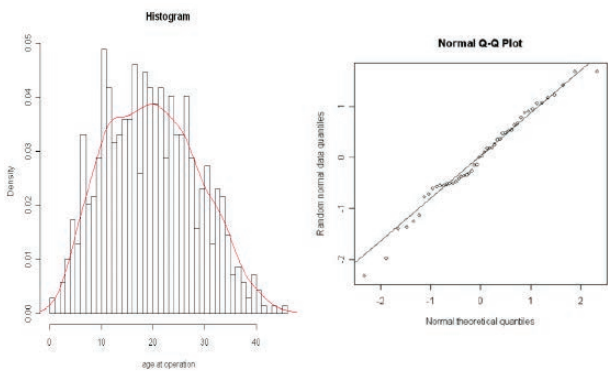 Histogram
Density
0.00
0.01
0.02
0.03
0.04
0.05
0 10 20 30 40
age at operation
Normal Q-Q Plot
Random normal data quantiles
-2
-1
0
1
-2 -1 0 1 2
Normal theoretical quantiles